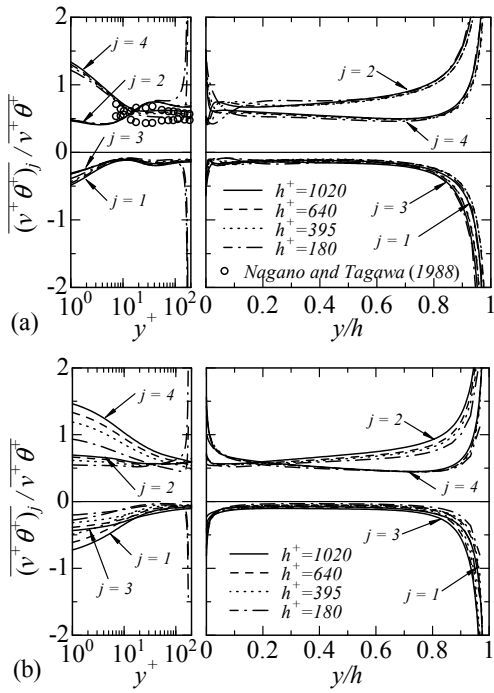 2
1
0
-1
-2
(v⁺θ⁺)ⱼ / v⁺θ⁺
j = 4
j = 2
j = 3
j = 1
10⁰ 10¹ 10²
y⁺
(a)
j = 2
j = 4
h⁺=1020
h⁺=640
h⁺=395
h⁺=180
Nagano and Tagawa (1988)
j = 3
j = 1
0 0.2 0.4 0.6 0.8 1
y/h
2
1
0
-1
-2
(v⁺θ⁺)ⱼ / v⁺θ⁺
j = 4
j = 2
j = 1
j = 3
10⁰ 10¹ 10²
y⁺
(b)
j = 2
j = 4
h⁺=1020
h⁺=640
h⁺=395
h⁺=180
j = 3
j = 1
0 0.2 0.4 0.6 0.8 1
y/h